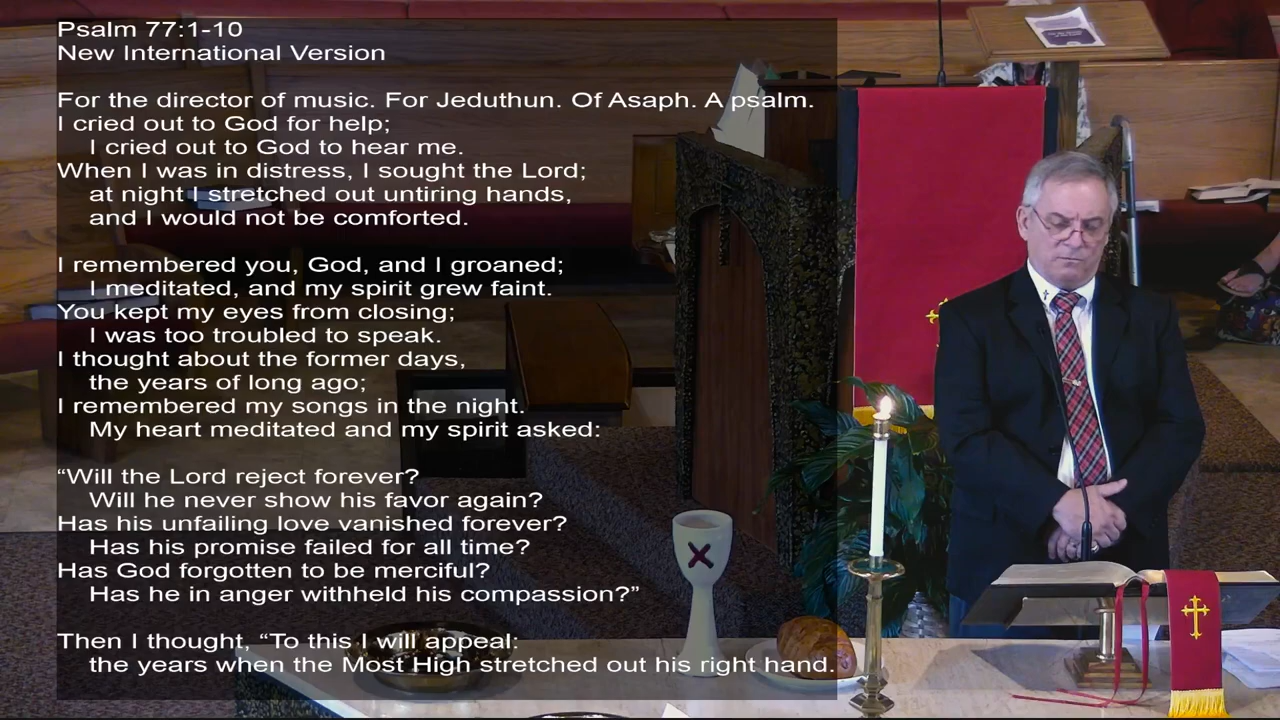 Psalm 77:1-10
New International Version
For the director of music. For Jeduthun. Of Asaph. A psalm.
I cried out to God for help;
I cried out to God to hear me.
When I was in distress, I sought the Lord;
at night I stretched out untiring hands,
and I would not be comforted.
I remembered you, God, and I groaned;
I meditated, and my spirit grew faint.
You kept my eyes from closing;
I was too troubled to speak.
I thought about the former days,
the years of long ago;
I remembered my songs in the night.
My heart meditated and my spirit asked:
“Will the Lord reject forever?
Will he never show his favor again?
Has his unfailing love vanished forever?
Has his promise failed for all time?
Has God forgotten to be merciful?
Has he in anger withheld his compassion?”
Then I thought, “To this I will appeal:
the years when the Most High stretched out his right hand.